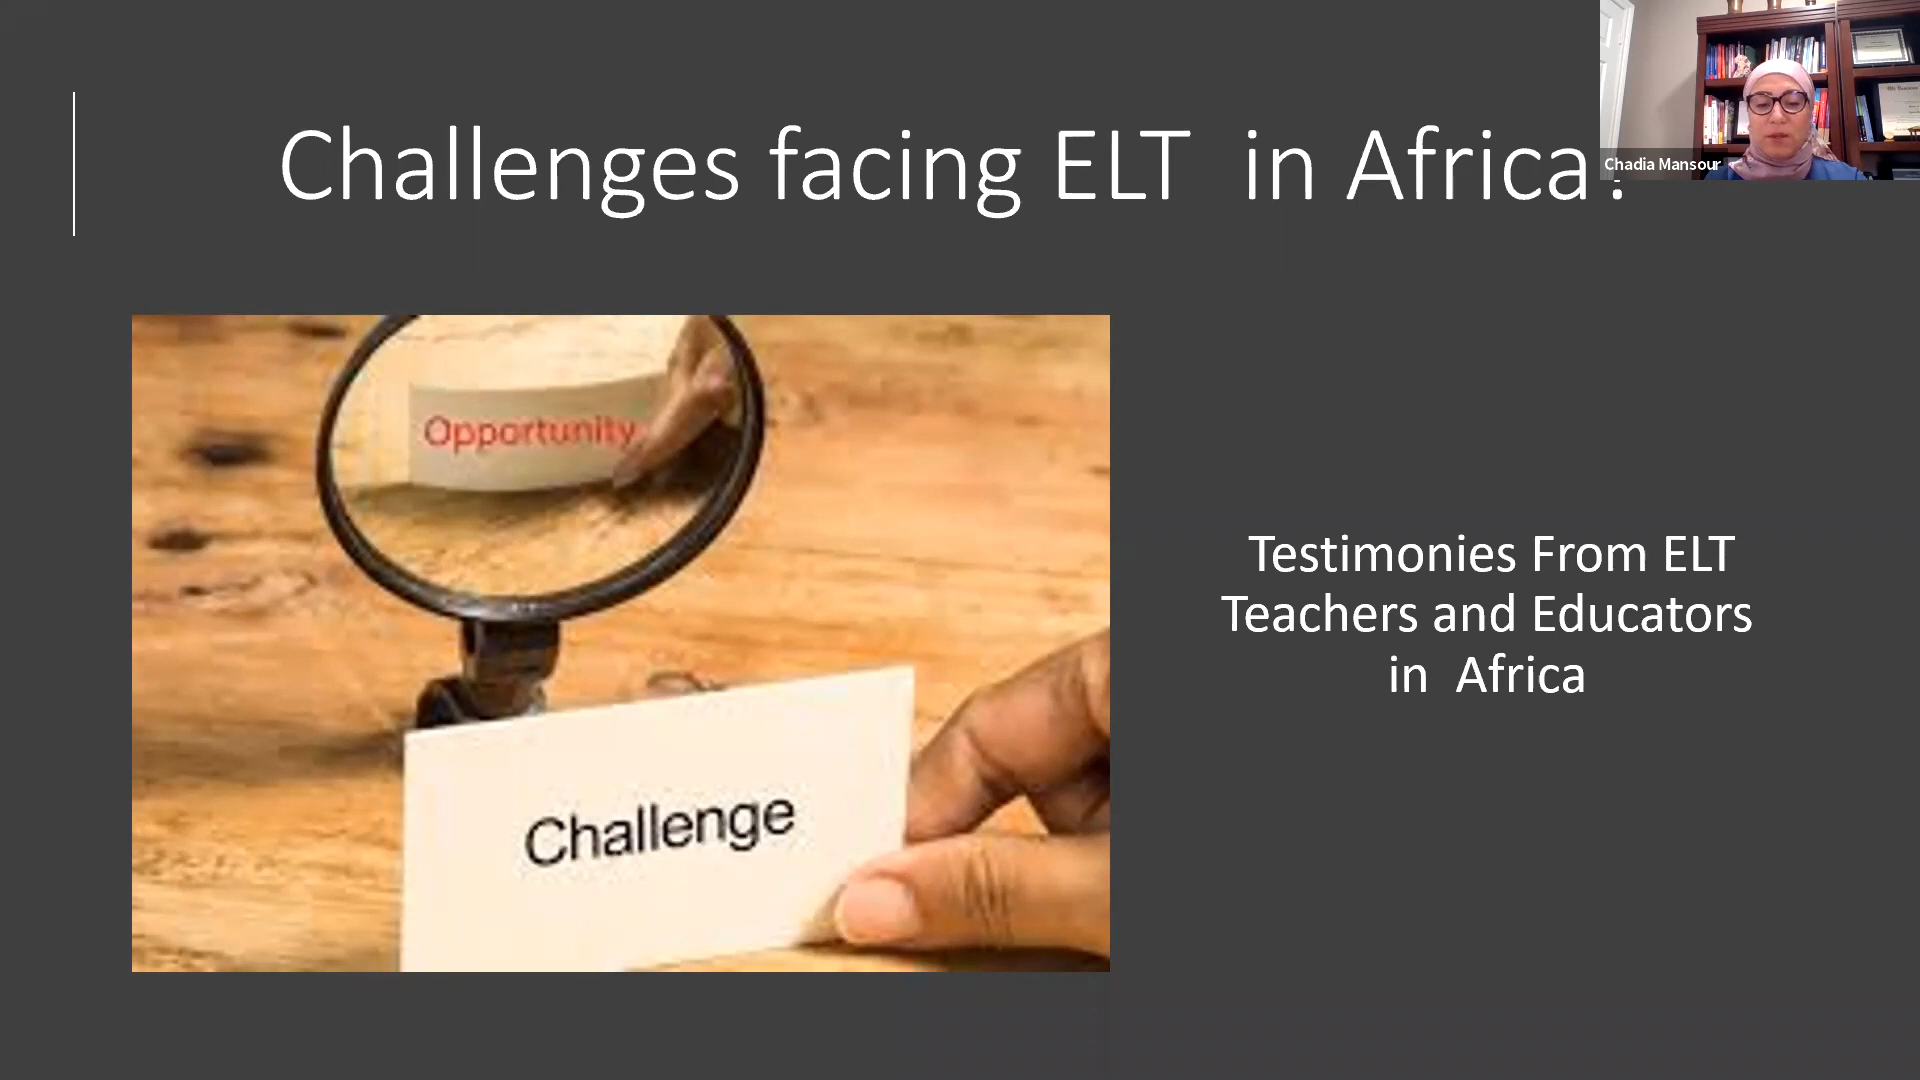 Challenges facing ELT  in Africa?
Chadia Mansour
Opportunity
Challenge
Testimonies From ELT
Teachers and Educators
in  Africa